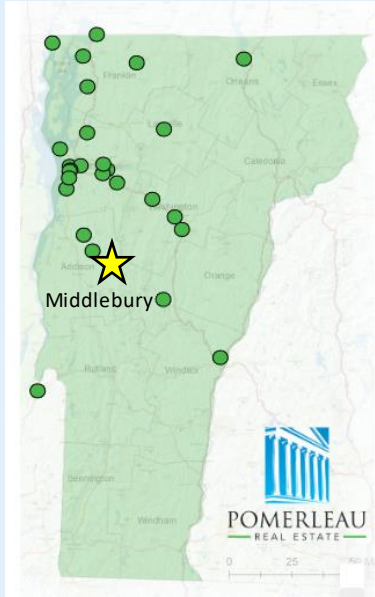 Franklin
Orleans
Essex
Lamoille
Caledonia
Washington
Addison
Orange
Middlebury
Rutland
Windsor
Bennington
Windham
POMERLEAU
REAL ESTATE
0 25